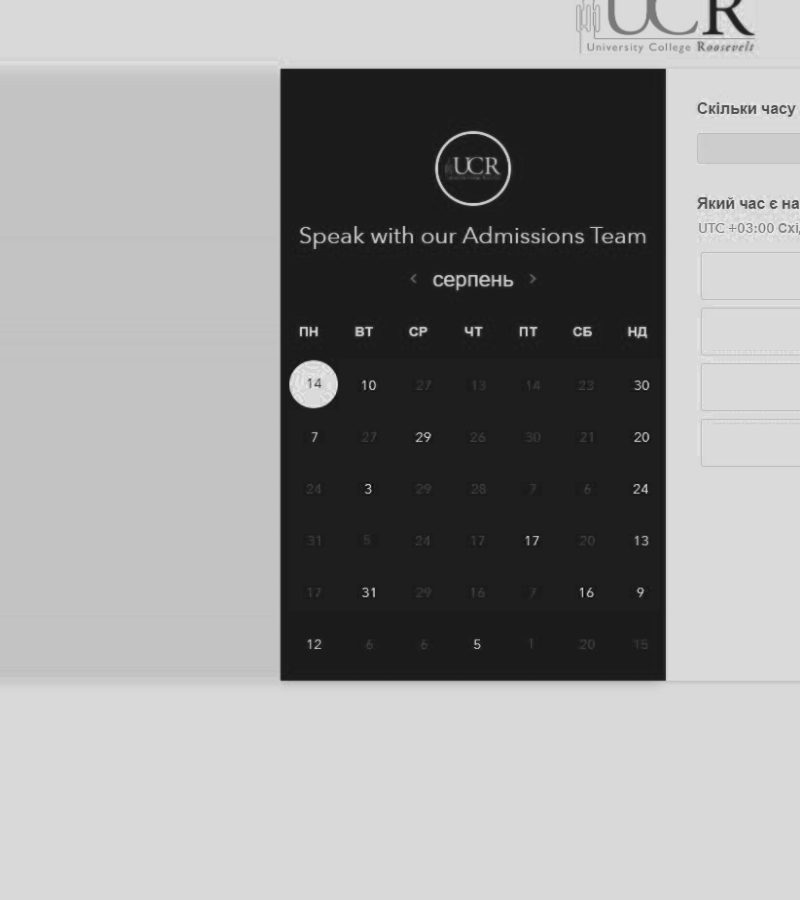 UCR
University College Roosevelt
UCR
Speak with our Admissions Team
< серпень >
ПН ВТ СР ЧТ ПТ СБ НД
14 10 27 13 14 23 30
7 27 29 26 30 21 20
24 3 29 28 7 6 24
31 5 24 17 17 20 13
17 31 29 16 7 16 9
12 6 6 5 1 20 15
Скільки часу
Який час є на
UTC +03:00 Схі